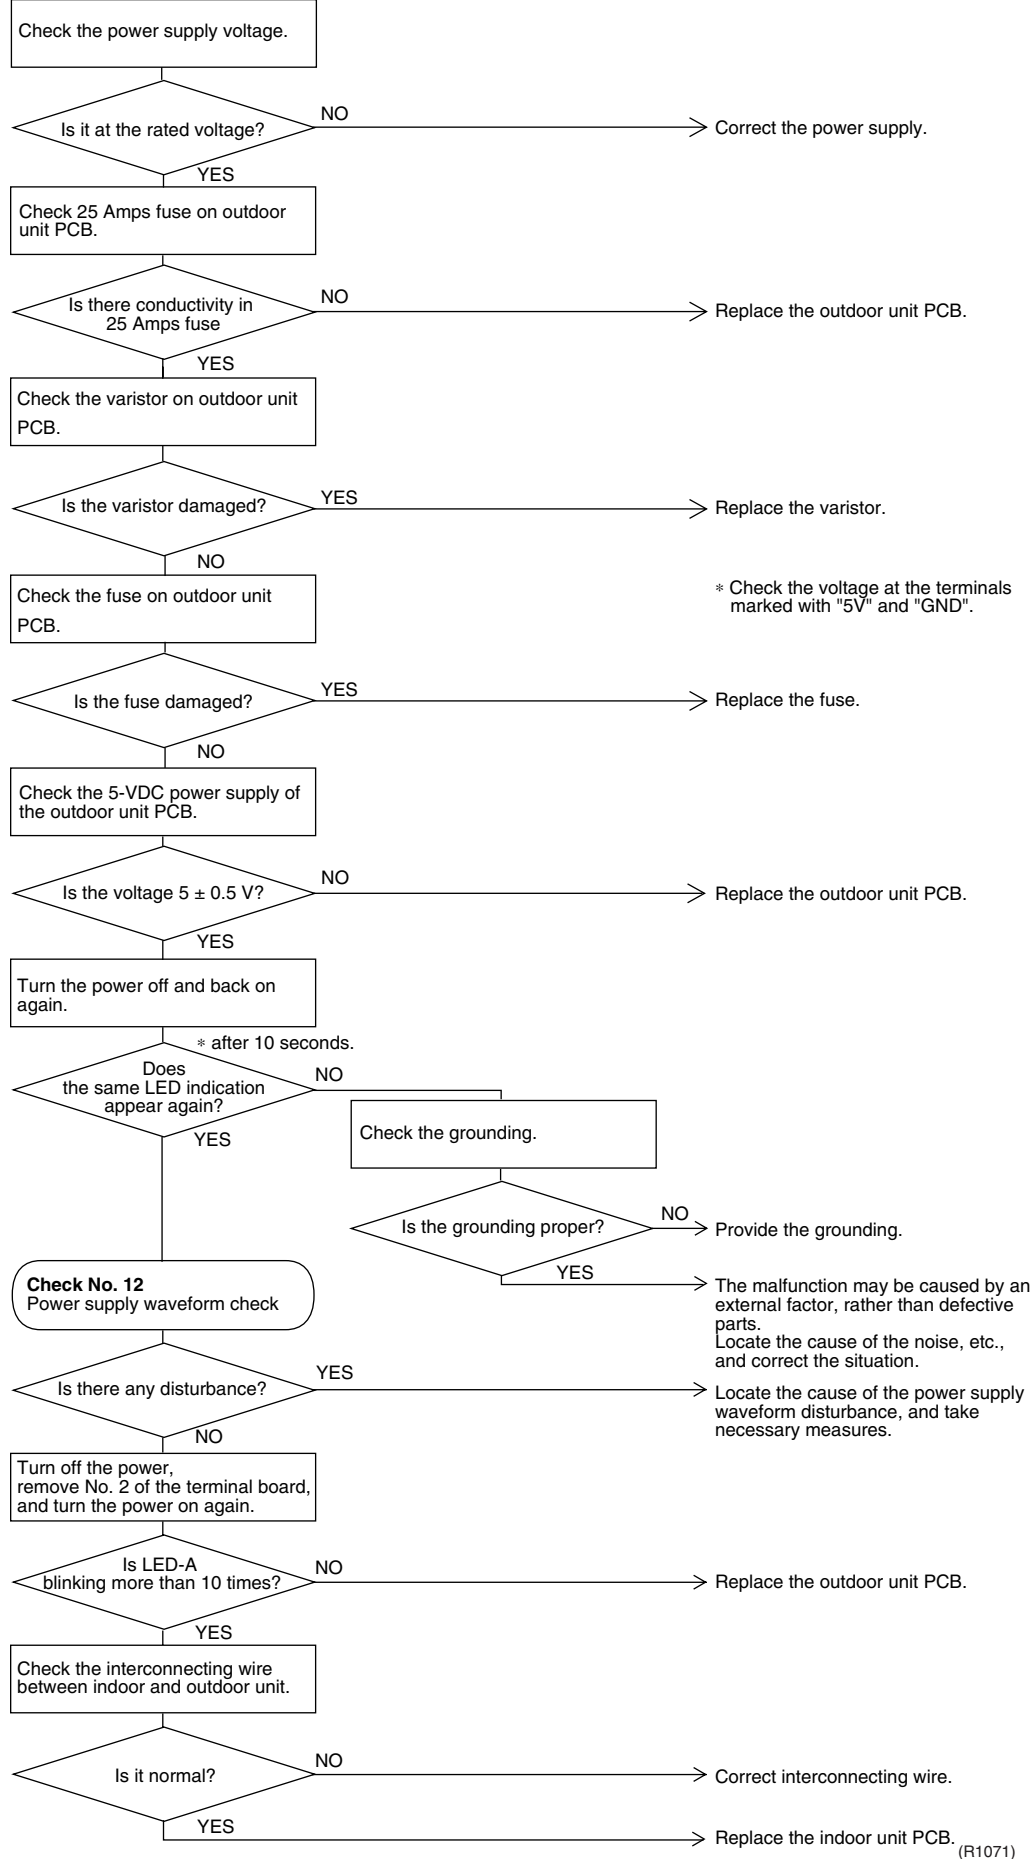 Check the power supply voltage.
Is it at the rated voltage?
NO
Correct the power supply.
YES
Check 25 Amps fuse on outdoor
unit PCB.
Is there conductivity in
25 Amps fuse
NO
Replace the outdoor unit PCB.
YES
Check the varistor on outdoor unit
PCB.
Is the varistor damaged?
YES
Replace the varistor.
NO
Check the fuse on outdoor unit
PCB.
* Check the voltage at the terminals
marked with "5V" and "GND".
Is the fuse damaged?
YES
Replace the fuse.
NO
Check the 5-VDC power supply of
the outdoor unit PCB.
Is the voltage 5 ± 0.5 V?
NO
Replace the outdoor unit PCB.
YES
Turn the power off and back on
again.
* after 10 seconds.
Does
the same LED indication
appear again?
NO
YES
Check the grounding.
Is the grounding proper?
NO
Provide the grounding.
YES
The malfunction may be caused by an
external factor, rather than defective
parts.
Locate the cause of the noise, etc.,
and correct the situation.
Check No. 12
Power supply waveform check
Is there any disturbance?
YES
Locate the cause of the power supply
waveform disturbance, and take
necessary measures.
NO
Turn off the power,
remove No. 2 of the terminal board,
and turn the power on again.
Is LED-A
blinking more than 10 times?
NO
Replace the outdoor unit PCB.
YES
Check the interconnecting wire
between indoor and outdoor unit.
Is it normal?
NO
Correct interconnecting wire.
YES
Replace the indoor unit PCB.
(R1071)